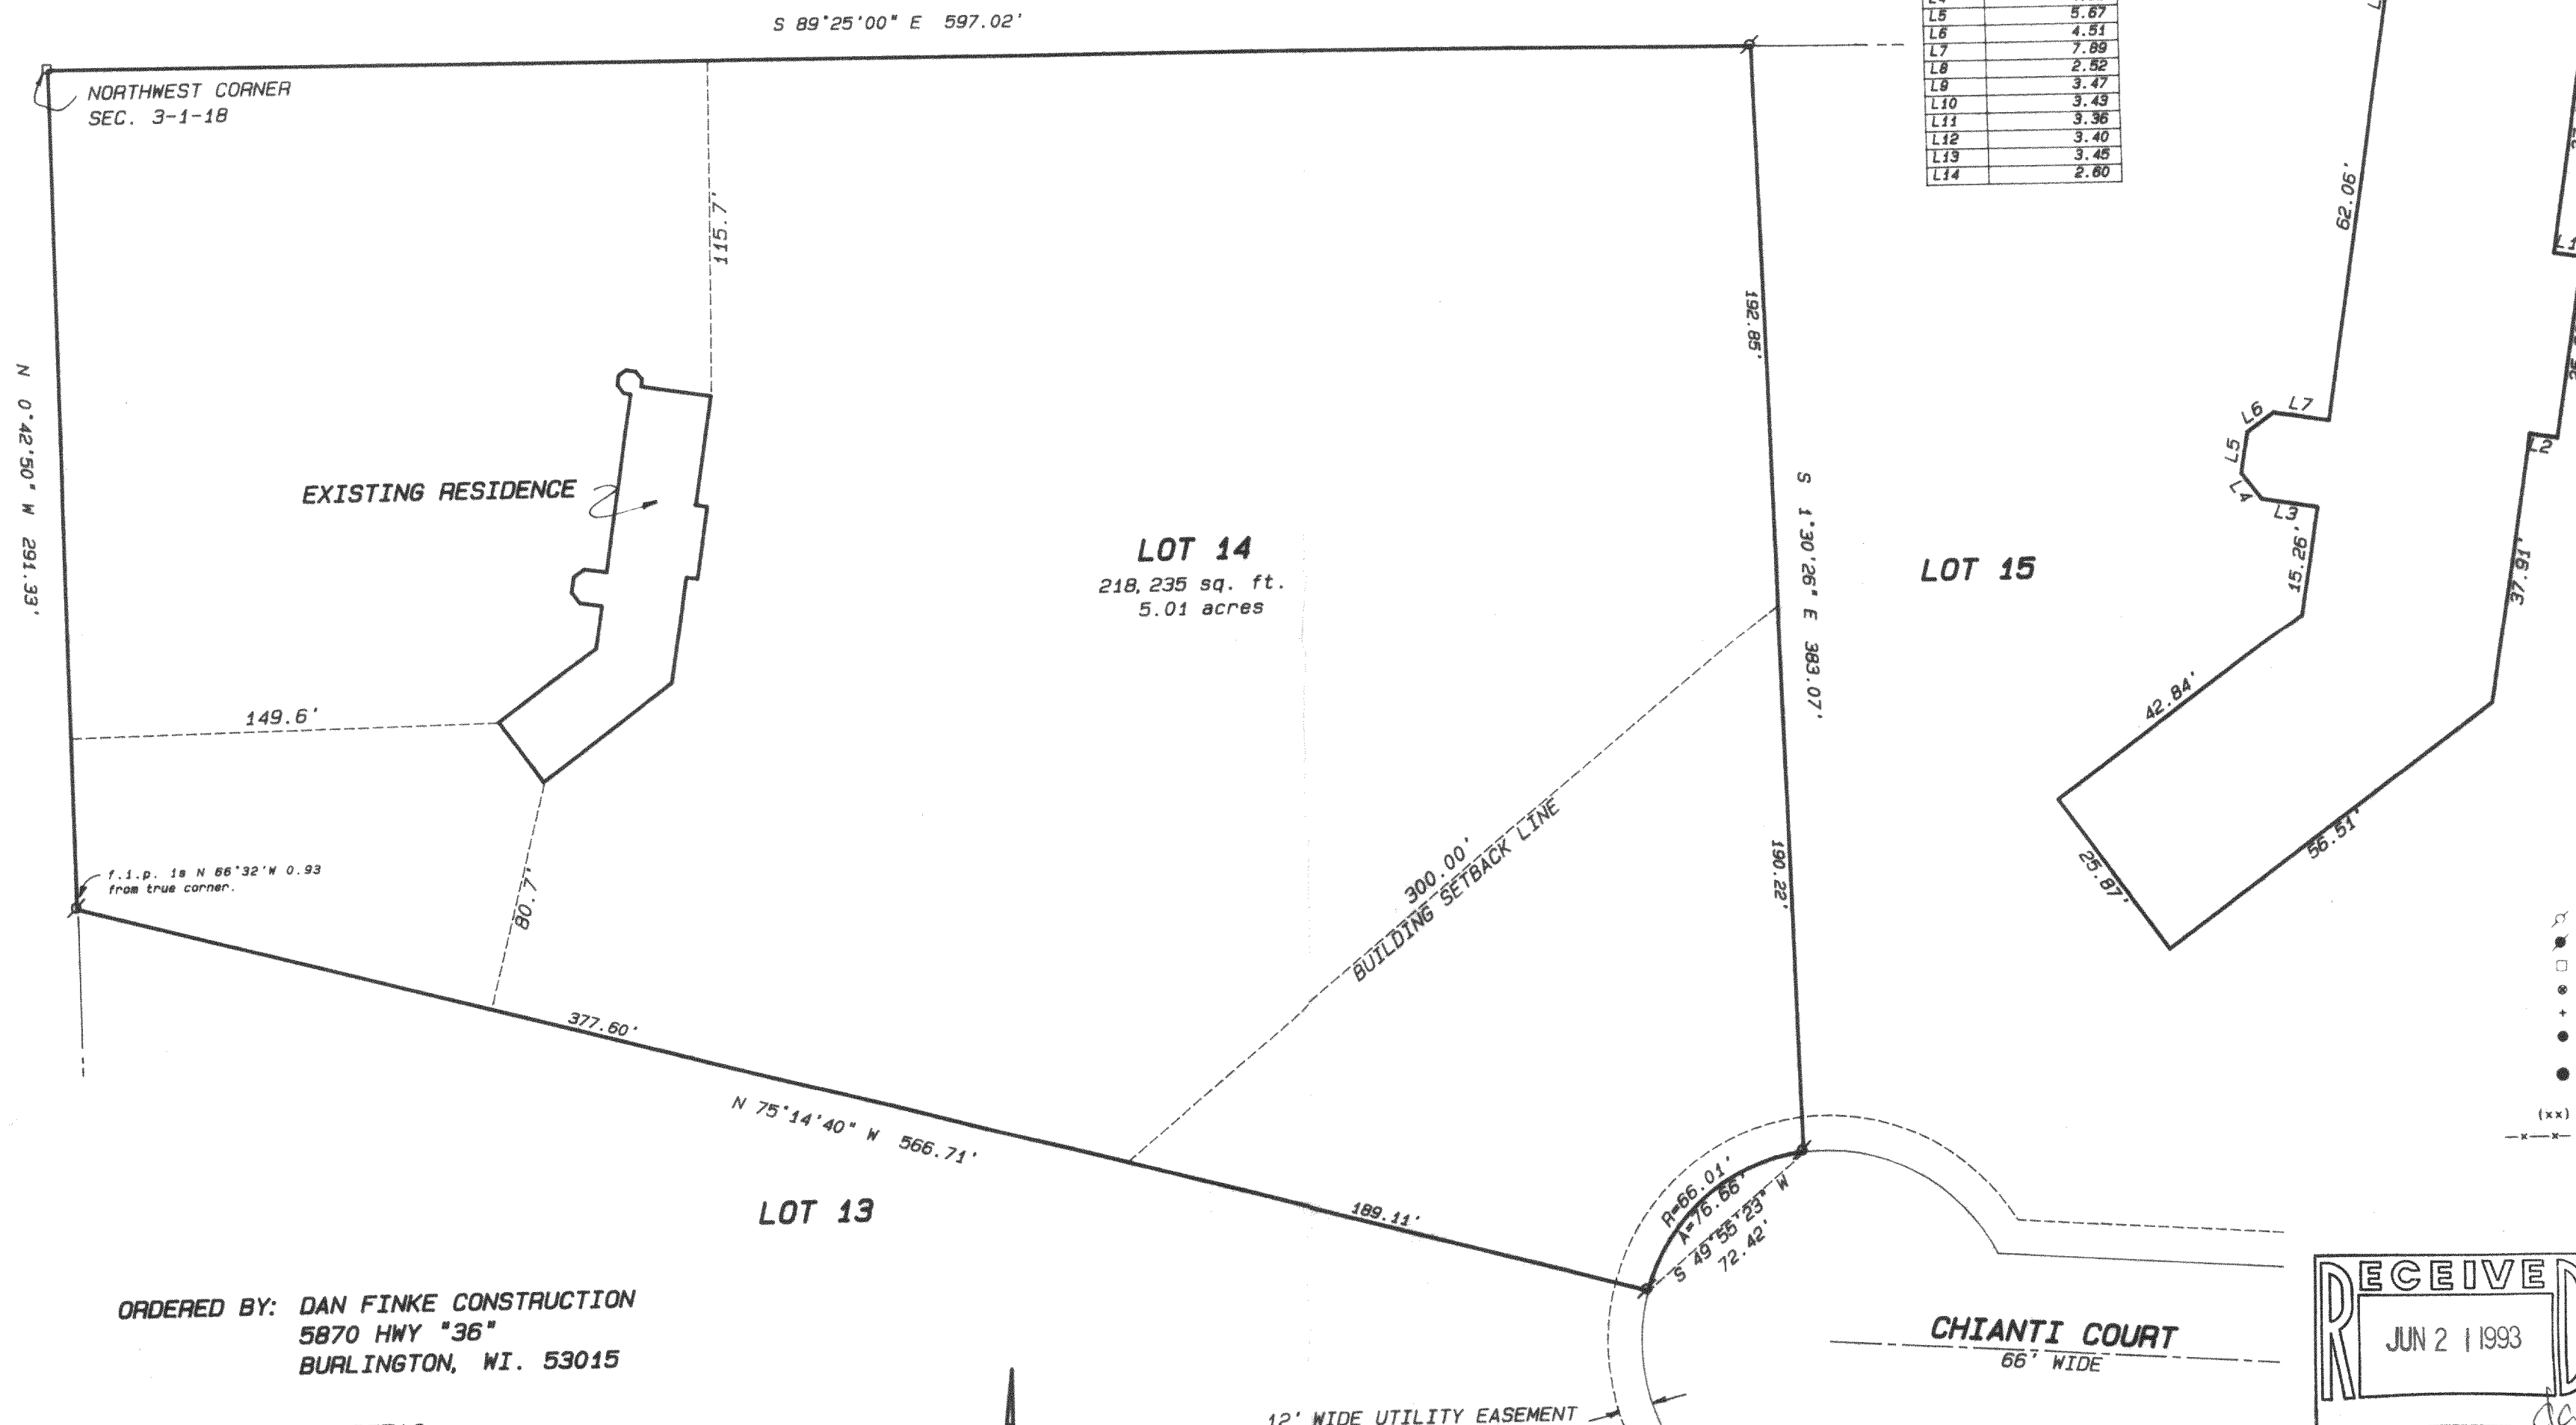 S 89°25'00" E 597.02'
NORTHWEST CORNER
SEC. 3-1-18
115.7'
N 0°42'50" W 291.33'
EXISTING RESIDENCE
149.6'
f.i.p. is N 66°32'W 0.93
from true corner.
80.7'
377.60'
N 75°14'40" W 566.71'
189.11'
LOT 14
218,235 sq. ft.
5.01 acres
192.85'
S 1°30'26" E 383.07'
190.22'
300.00'
BUILDING SETBACK LINE
R=66.01'
A=76.66'
S 49°55'23" W
72.42'
LOT 13
LOT 15
L5 5.67
L6 4.51
L7 7.89
L8 2.52
L9 3.47
L10 3.43
L11 3.36
L12 3.40
L13 3.45
L14 2.60
62.06'
L7
L6
L5
L4
L3
L2
15.26'
37.91'
42.84'
56.51'
25.87'
(xx)
ORDERED BY: DAN FINKE CONSTRUCTION
5870 HWY "36"
BURLINGTON, WI. 53015
CHIANTI COURT
66' WIDE
12' WIDE UTILITY EASEMENT
RECEIVED
JUN 21 1993